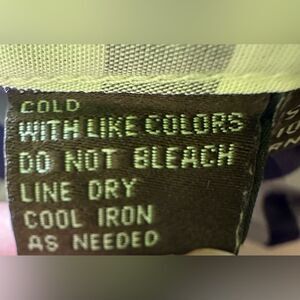 COLD
WITH LIKE COLORS
DO NOT BLEACH
LINE DRY
COOL IRON
AS NEEDED